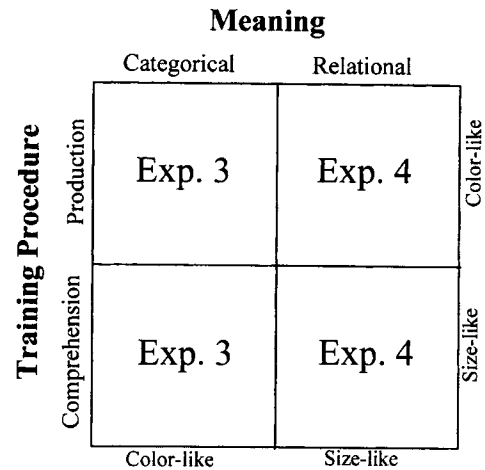 Meaning
Categorical Relational
Training Procedure
Production
Exp. 3 Exp. 4
Color-like
Comprehension
Exp. 3 Exp. 4
Size-like
Color-like Size-like